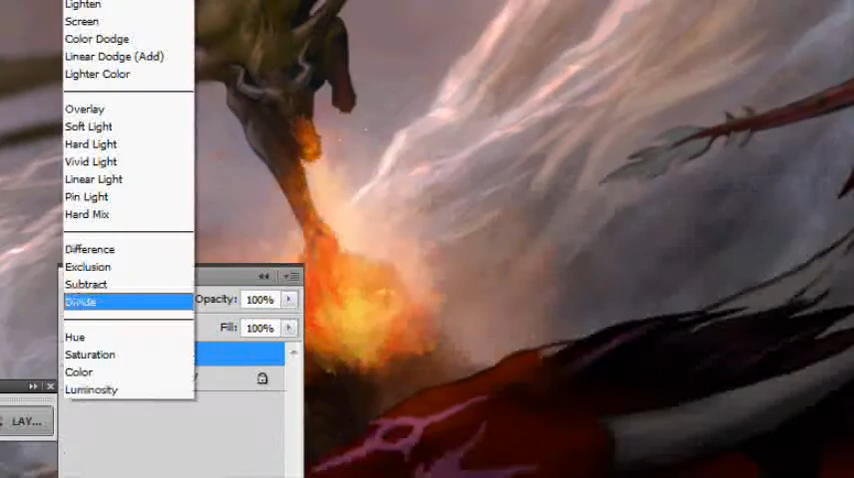 Lighten
Screen
Color Dodge
Linear Dodge (Add)
Lighter Color
Overlay
Soft Light
Hard Light
Vivid Light
Linear Light
Pin Light
Hard Mix
Difference
Exclusion
Subtract
Divide
Opacity: 100%
Fill: 100%
Hue
Saturation
Color
Luminosity
LAY...